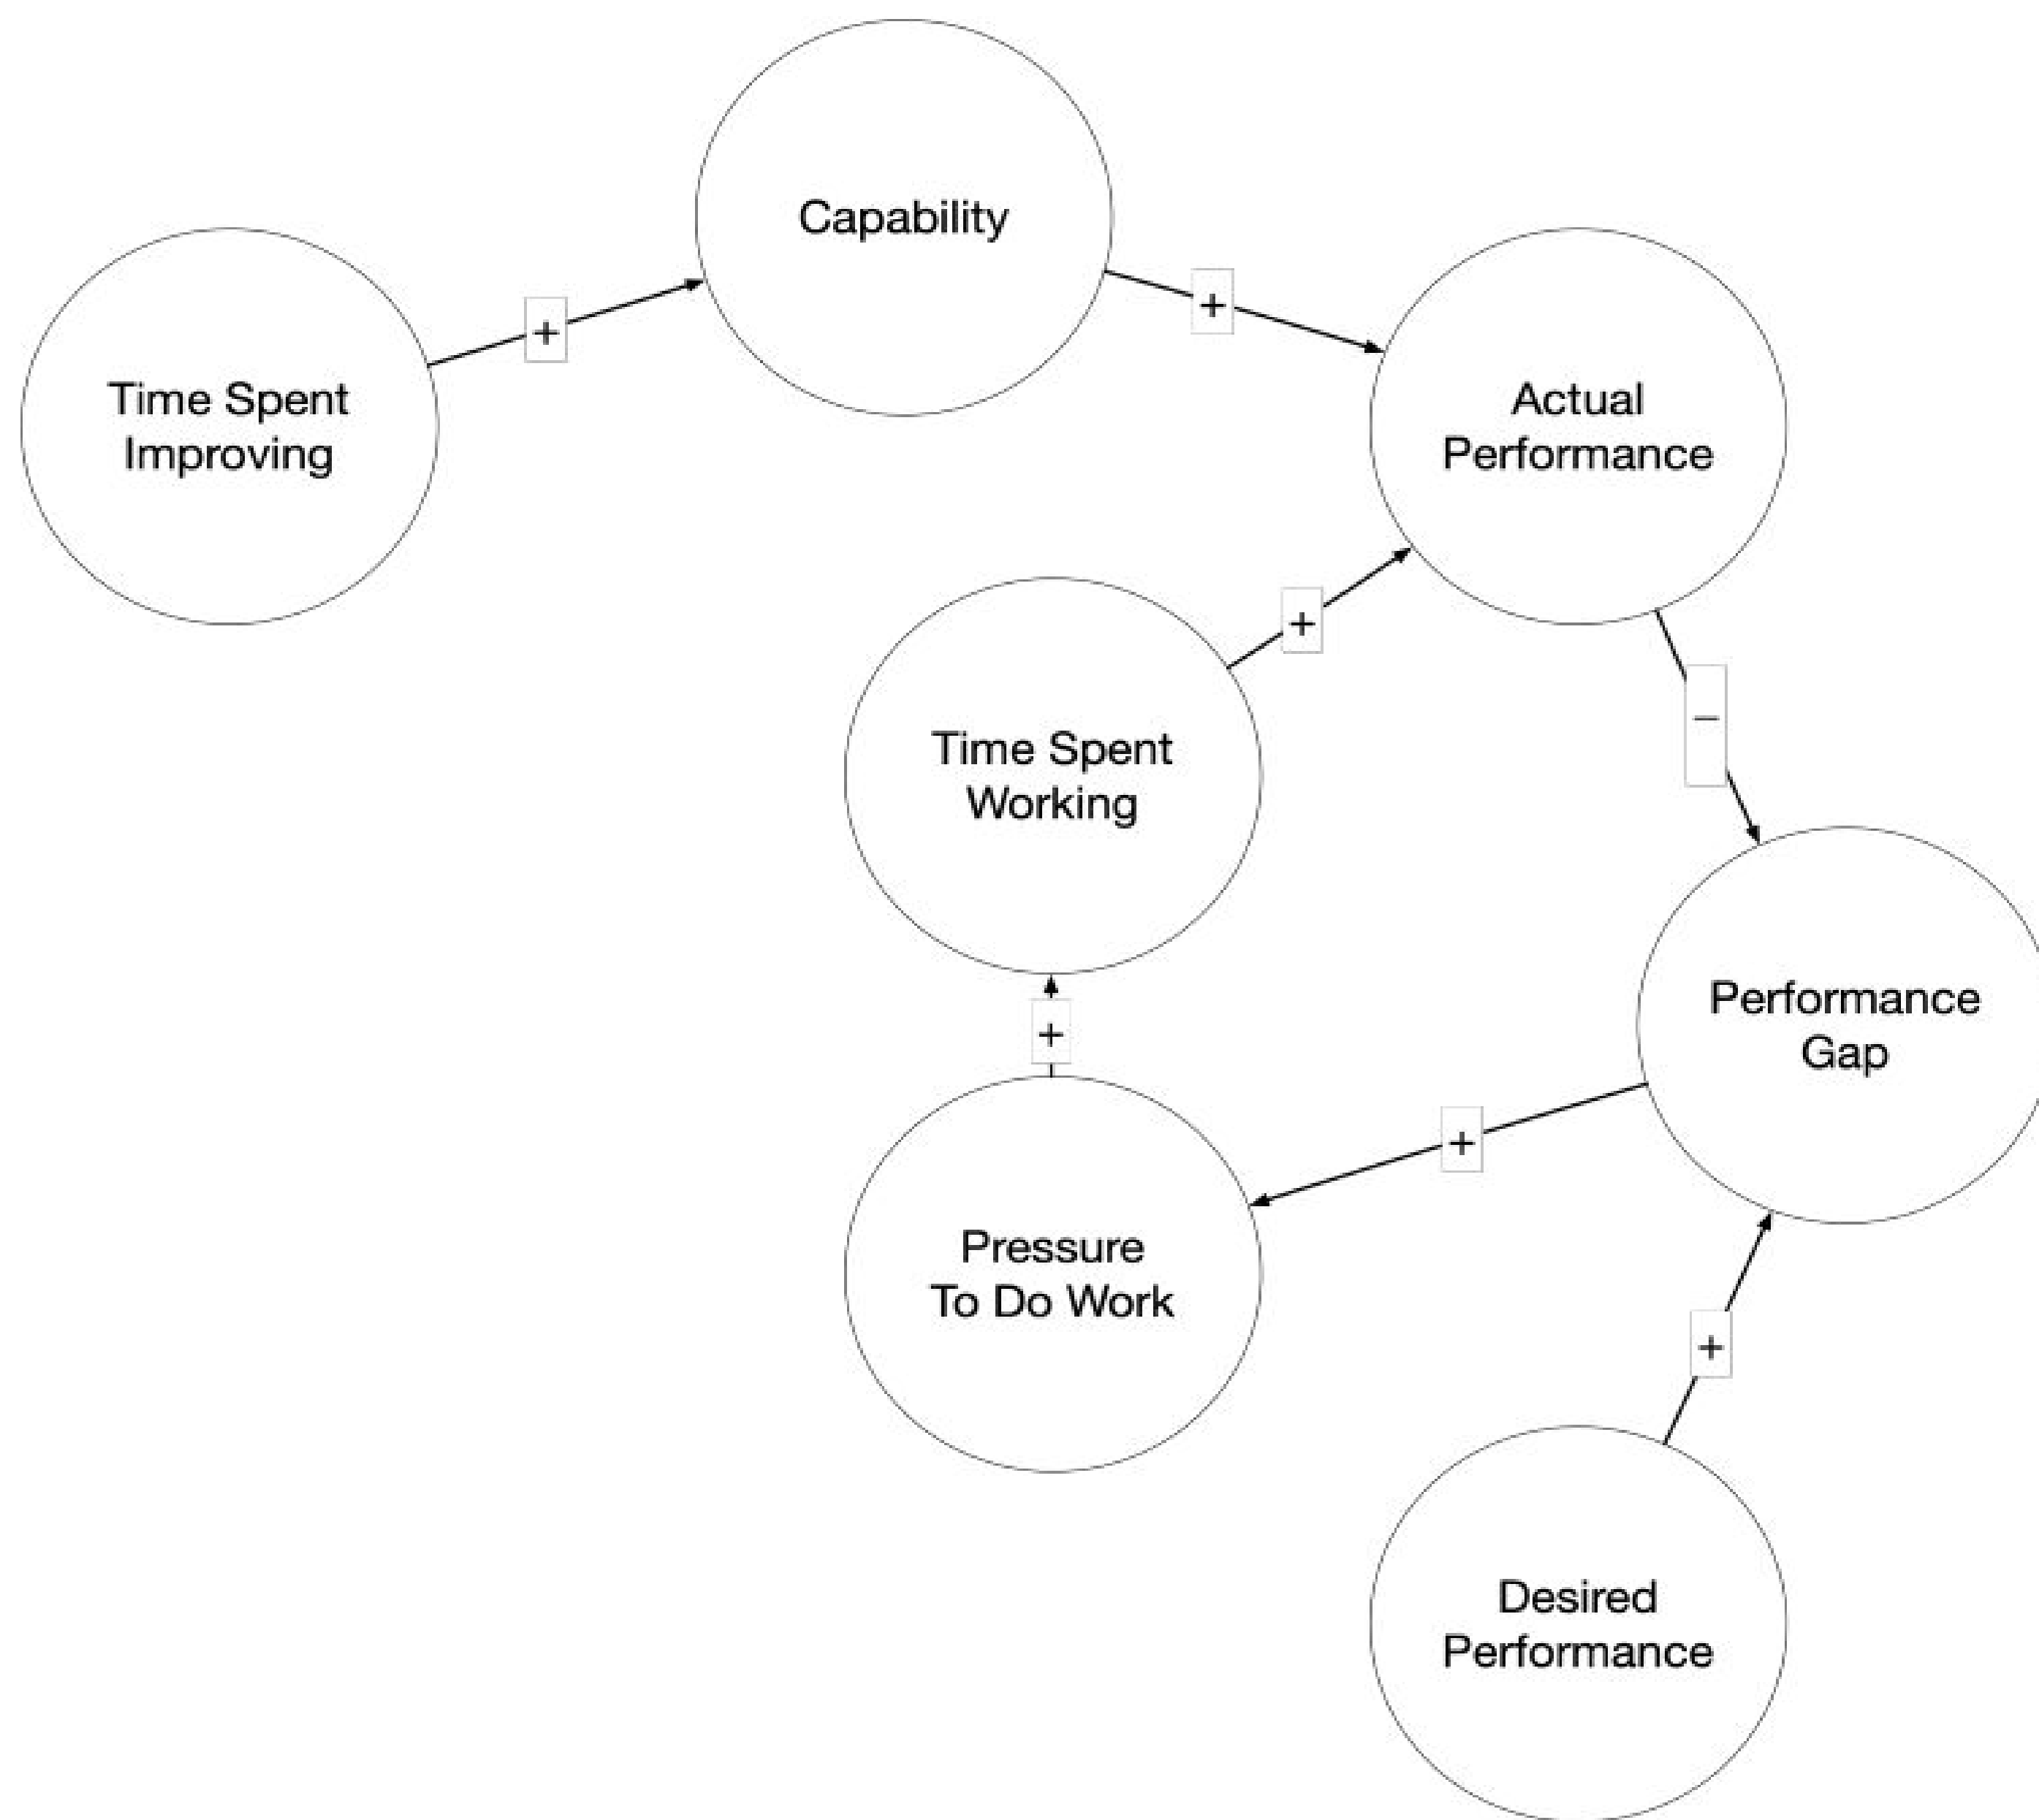 Capability
+
+
Time Spent
Improving
Actual
Performance
+
Time Spent
Working
−
Performance
Gap
+
+
Pressure
To Do Work
+
Desired
Performance